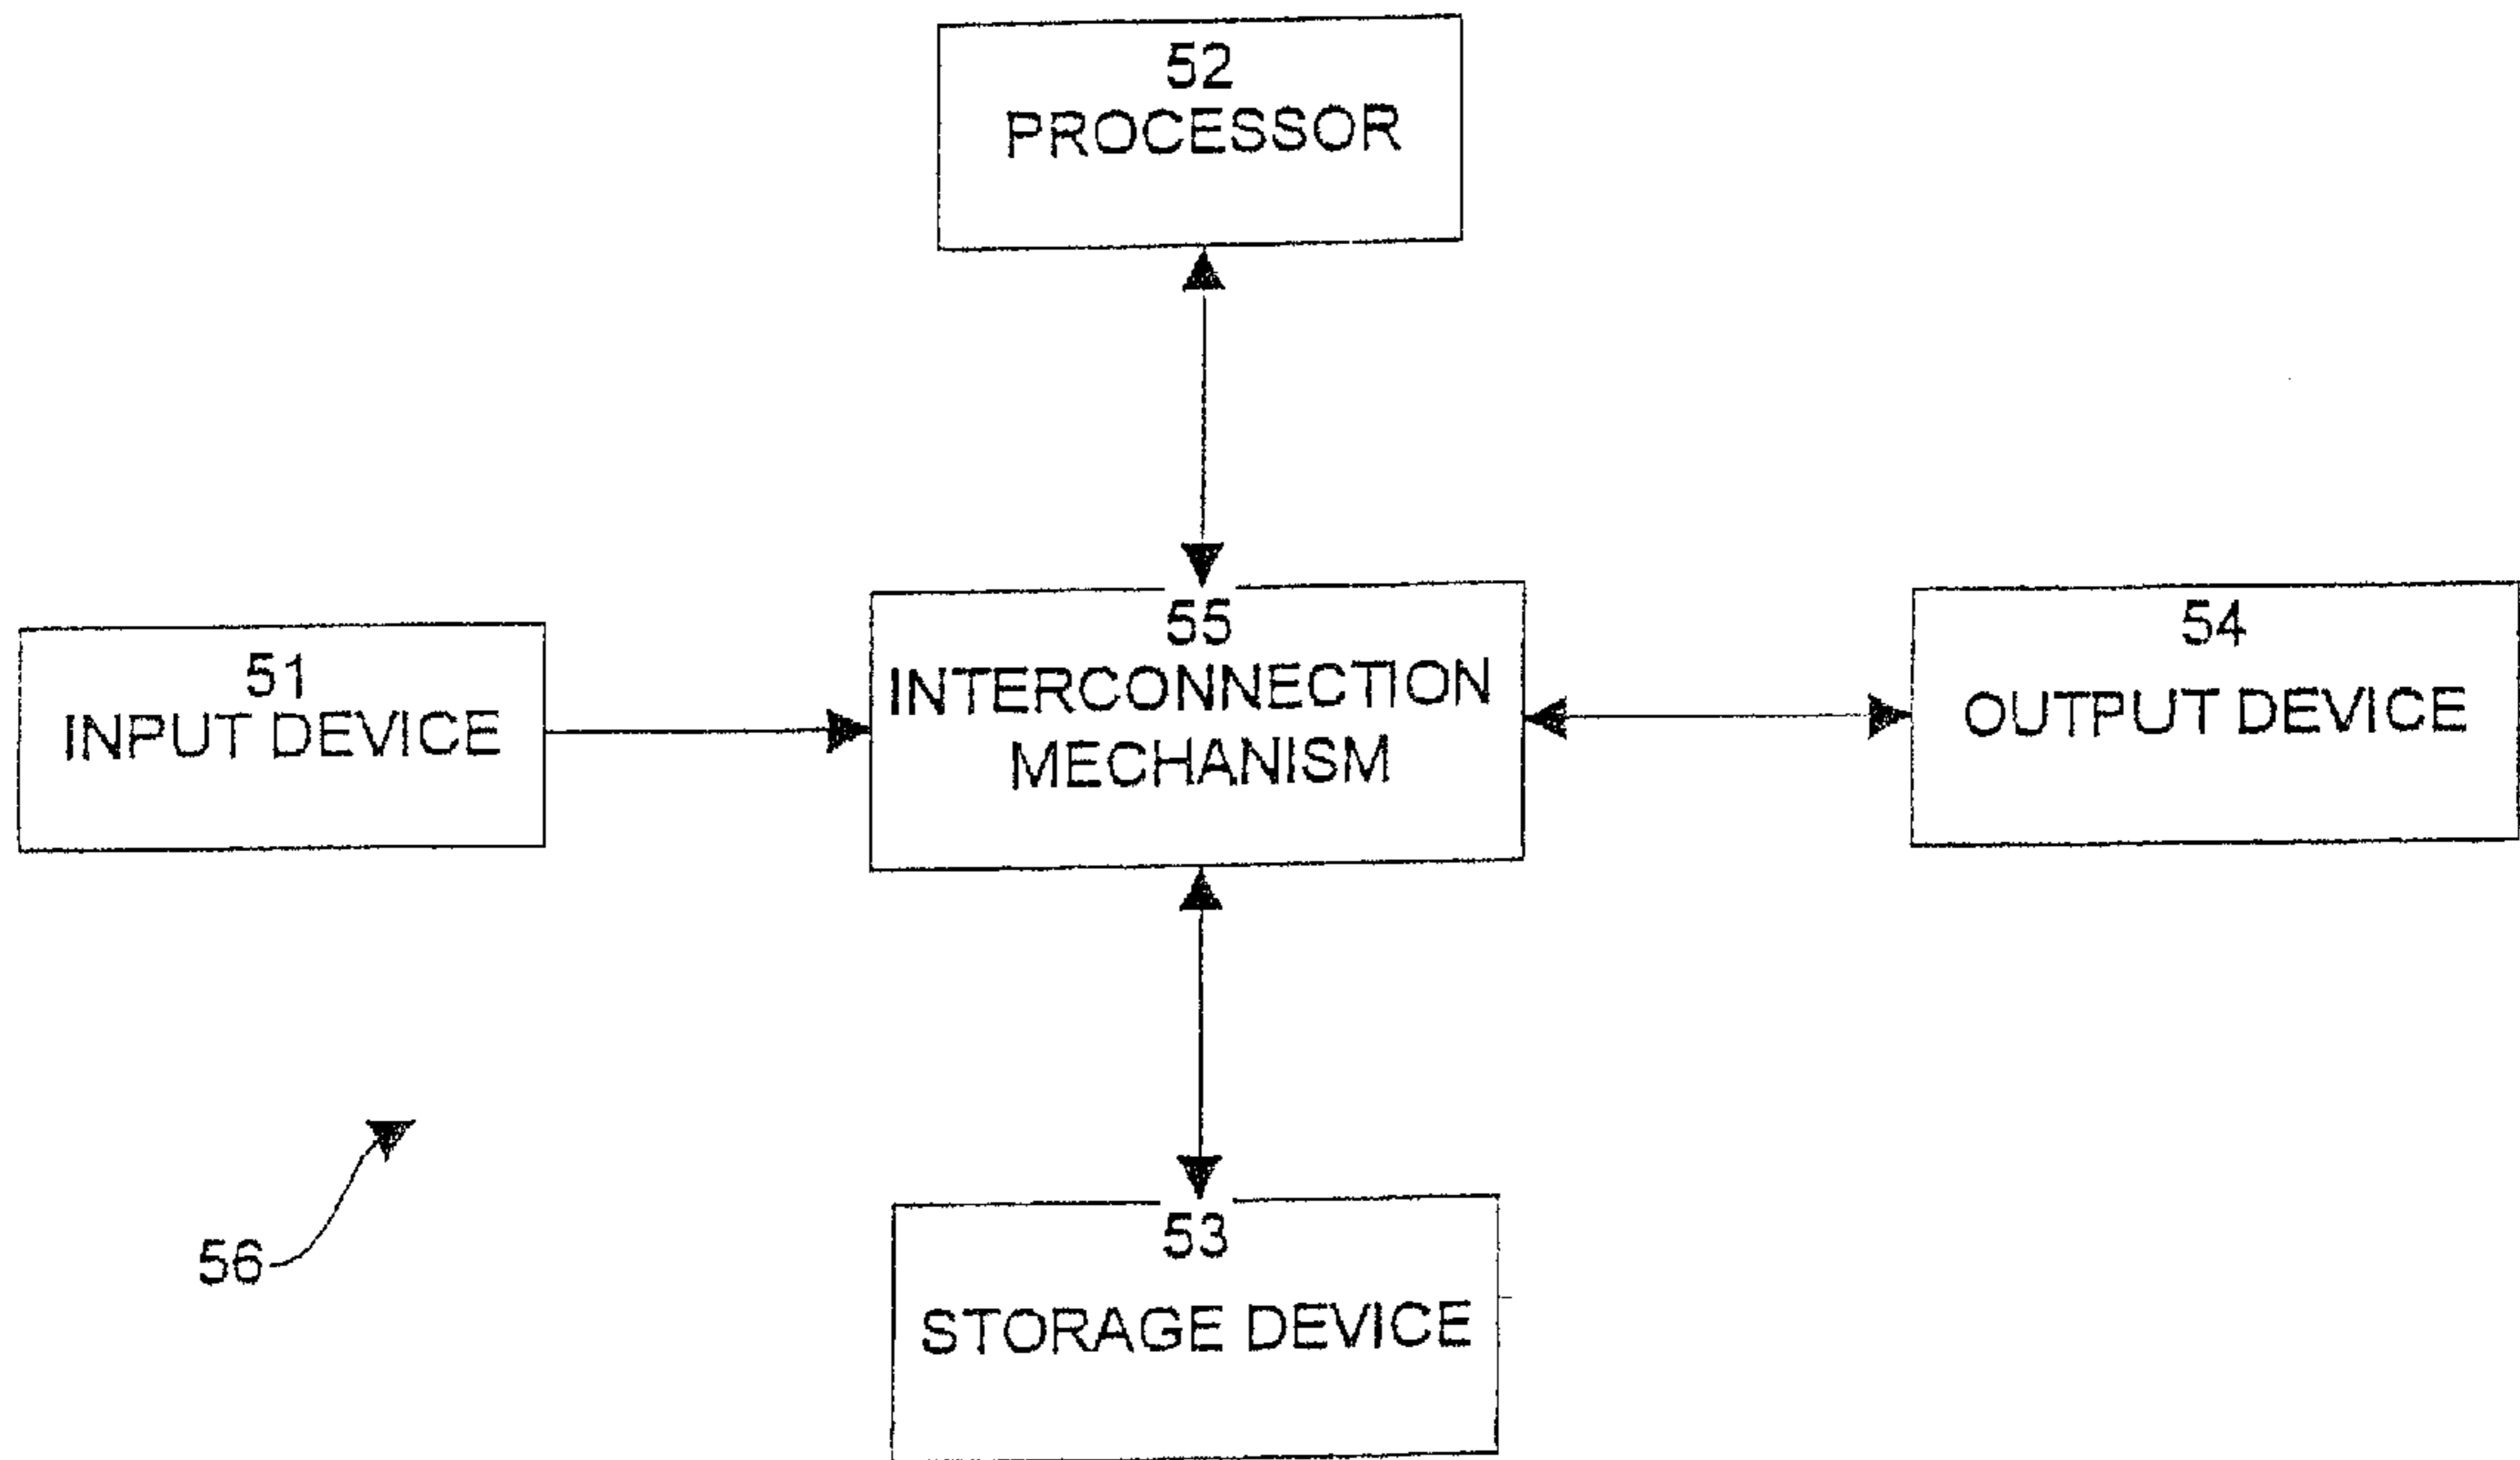 52
PROCESSOR
55
INTERCONNECTION
MECHANISM
51
INPUT DEVICE
54
OUTPUT DEVICE
53
STORAGE DEVICE
56